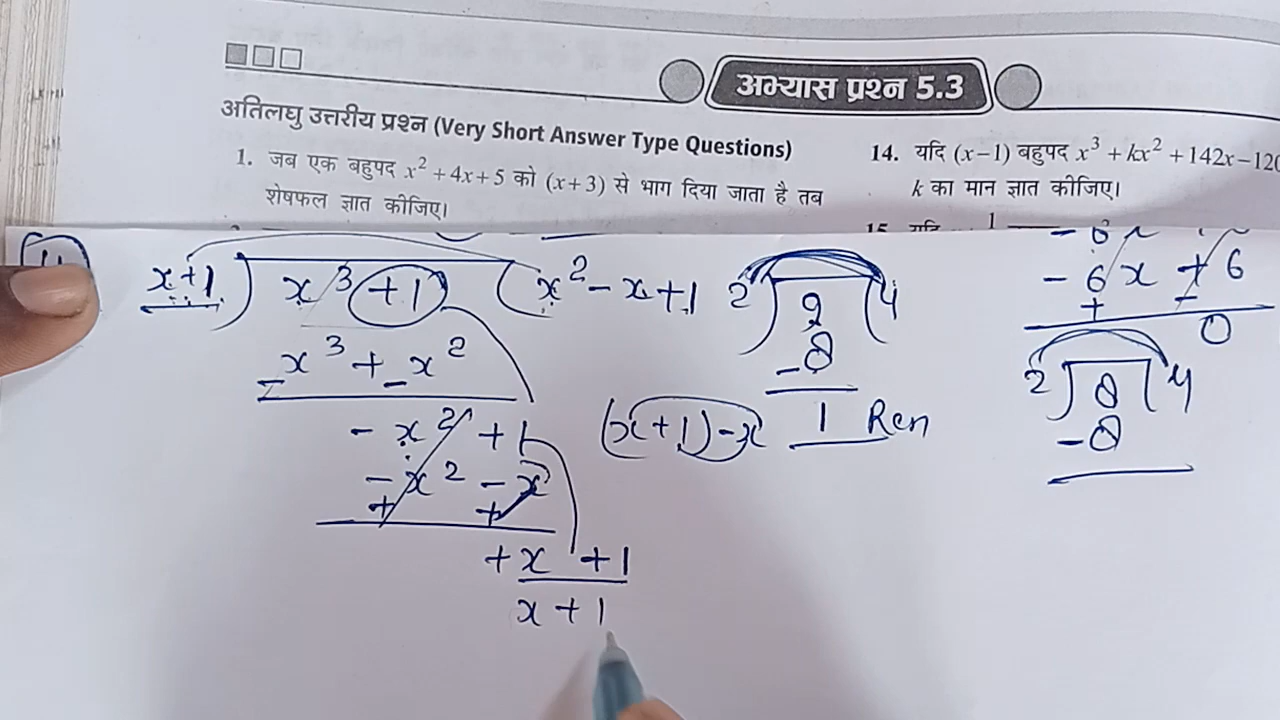 अभ्यास प्रश्न 5.3
अतिलघु उत्तरीय प्रश्न (Very Short Answer Type Questions)
1. जब एक बहुपद x² + 4x + 5 को (x + 3) से भाग दिया जाता है तब
शेषफल ज्ञात कीजिए।
14. यदि (x−1) बहुपद x³ + kx² + 142x − 120
k का मान ज्ञात कीजिए।
x+1 ) x³ + 1 ( x² − x + 1
x³ + x²
−
−
− x² + 1
− x² − x
+ +
+ x + 1
x + 1
(x+1) − x
2 ) 9 ( 4
− 8
1 Rem
− 6x + 6
+ −
0
2 ) 8 ( 4
− 8